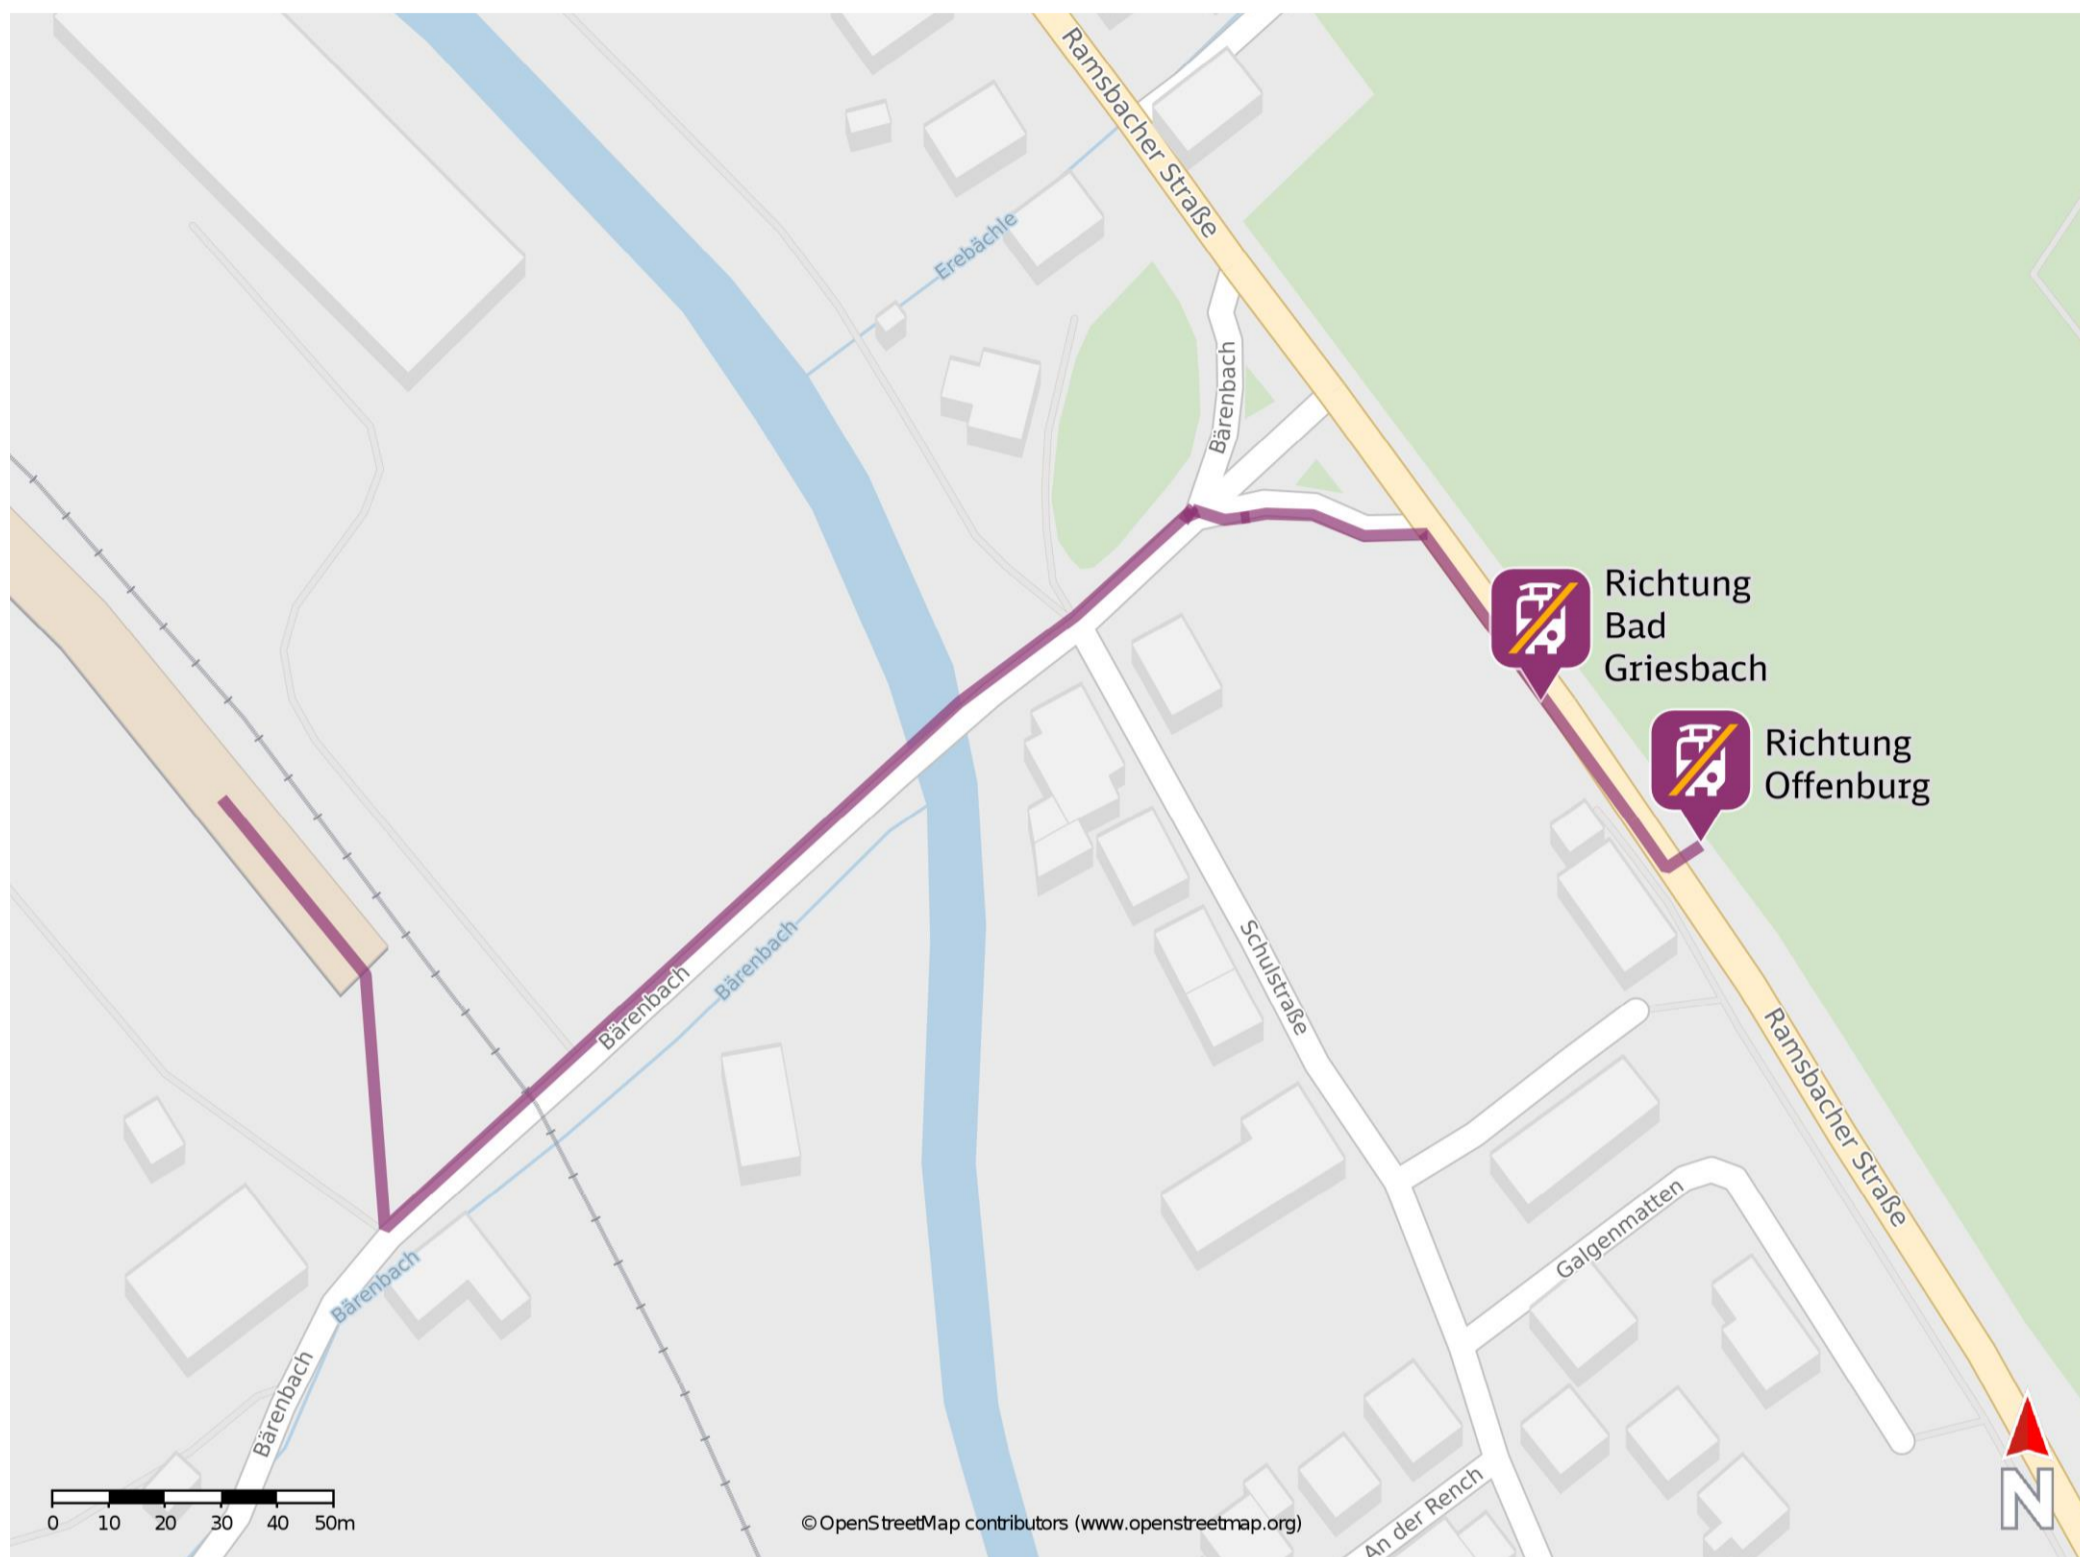 Ramsbacher Straße
Erebächle
Bärenbach
Richtung
Bad
Griesbach
Richtung
Offenburg
Bärenbach
Bärenbach
Schulstraße
Ramsbacher Straße
Galgenmatten
Bärenbach
Bärenbach
An der Rench
0 10 20 30 40 50m
© OpenStreetMap contributors (www.openstreetmap.org)
N